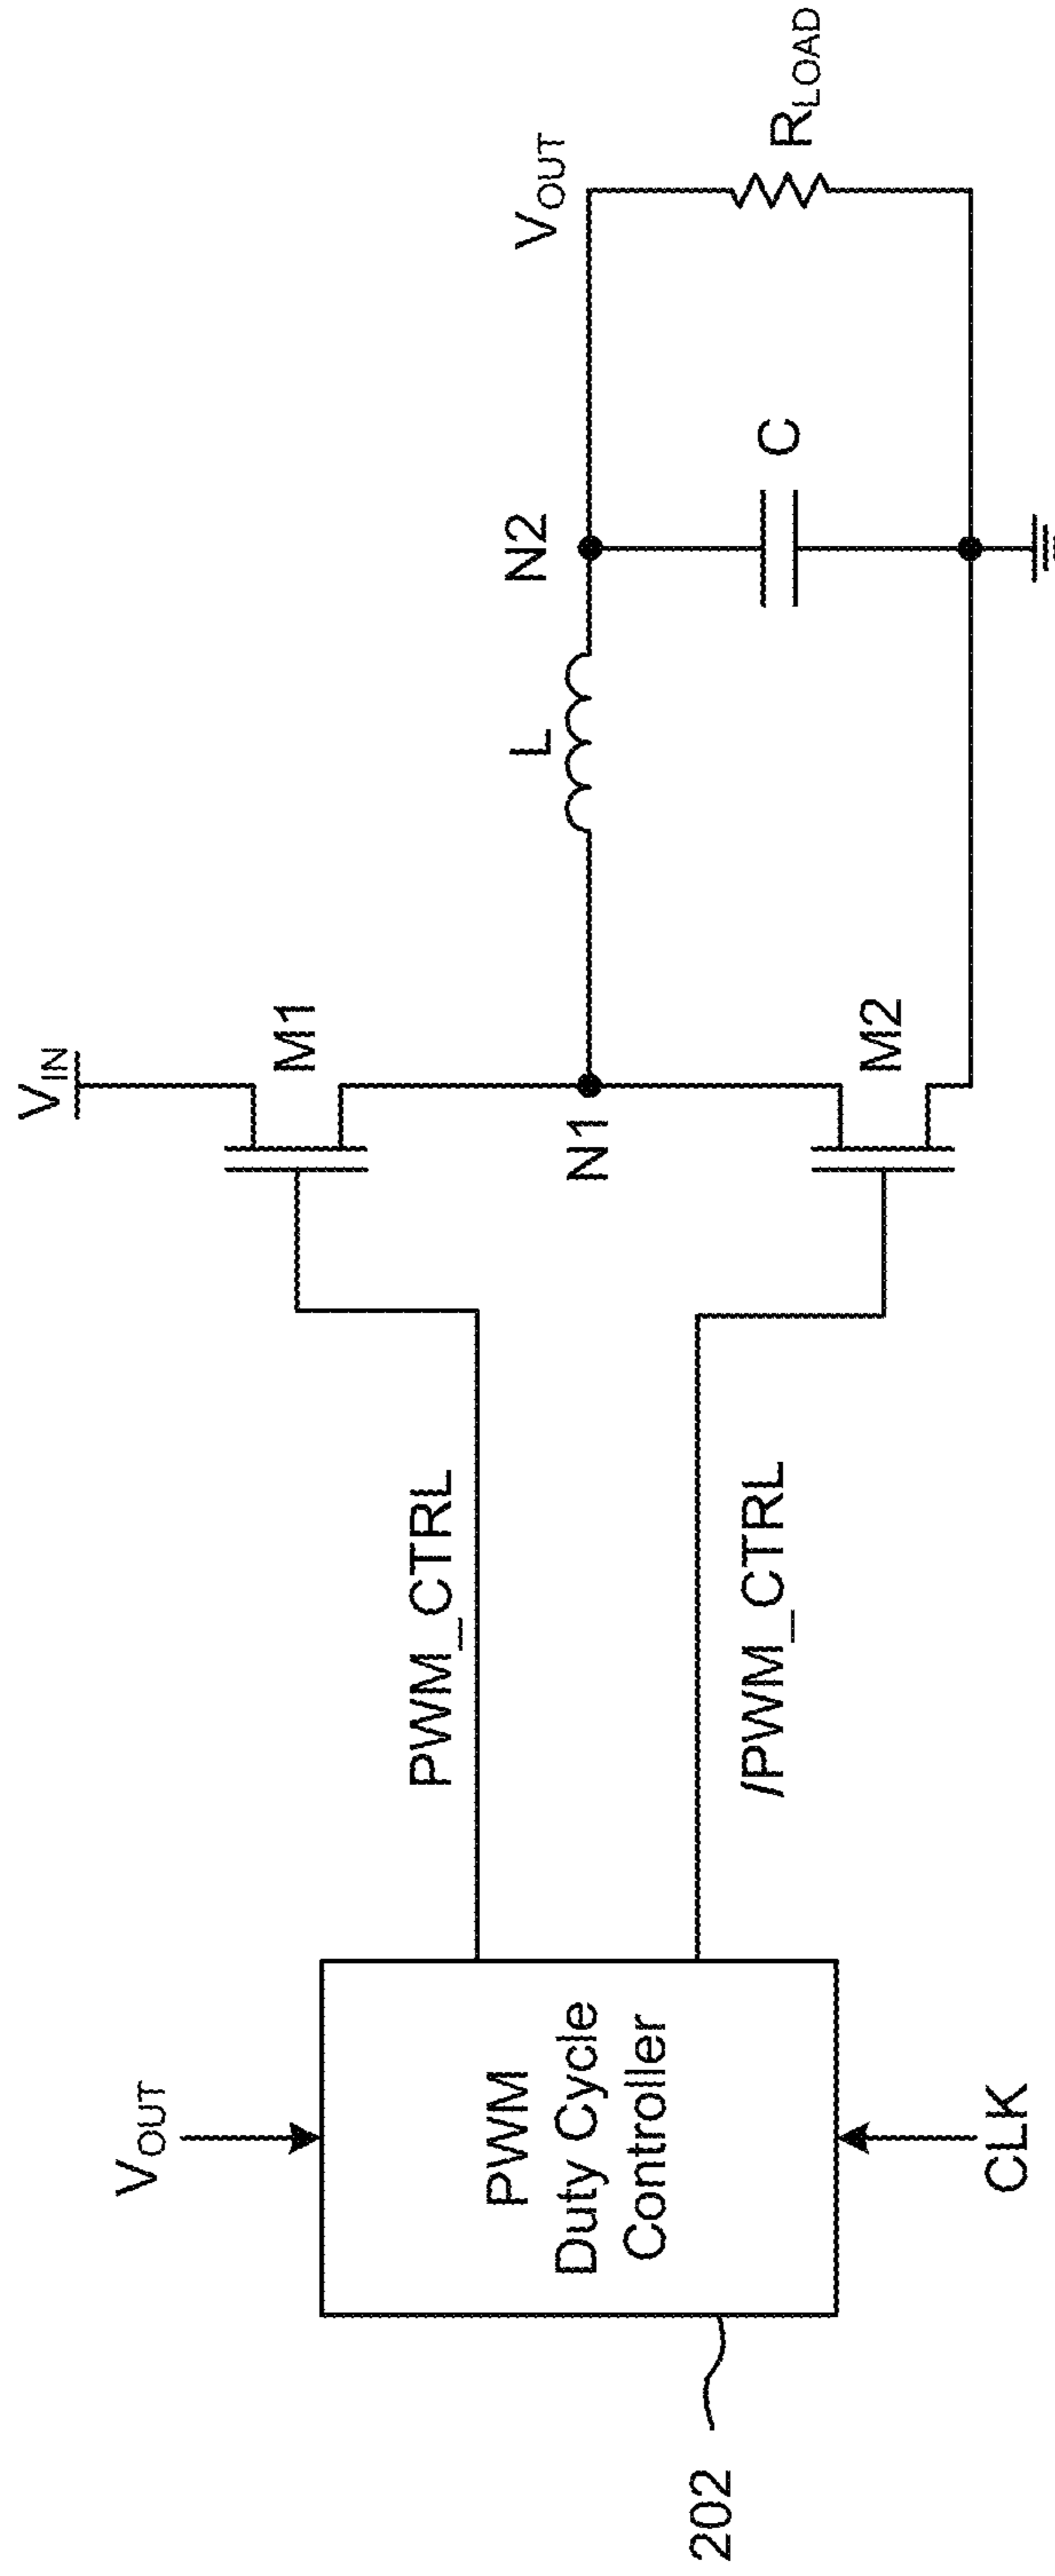 V_OUT
PWM
Duty Cycle
Controller
CLK
202
PWM_CTRL
/PWM_CTRL
V_IN
M1
N1
M2
L
N2
C
V_OUT
R_LOAD